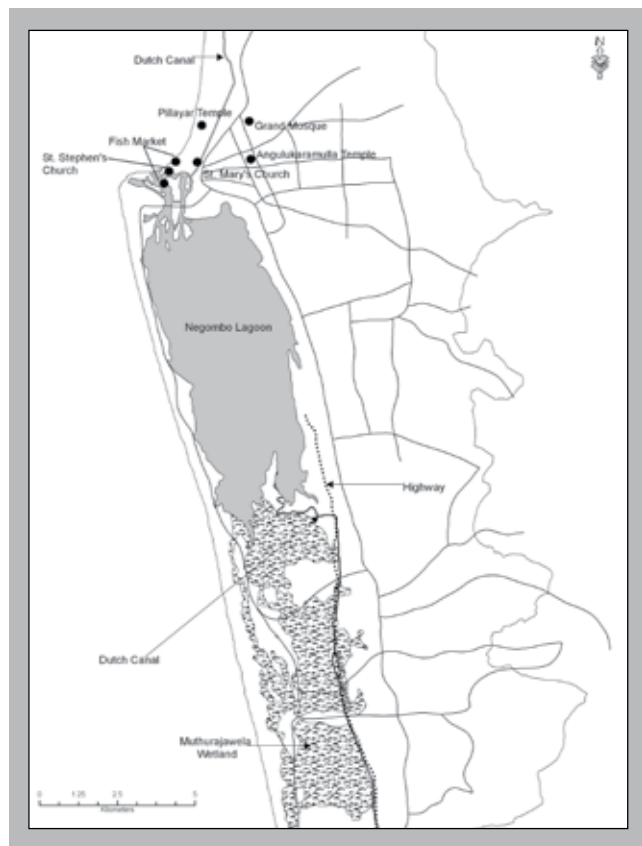 N
Dutch Canal
Pillayar Temple
Grand Mosque
Fish Market
St. Stephen's
Church
Angulukaramulla Temple
St. Mary's Church
Negombo Lagoon
Highway
Dutch Canal
Muthurajawela
Wetland
0 1.25 2.5 5
Kilometers